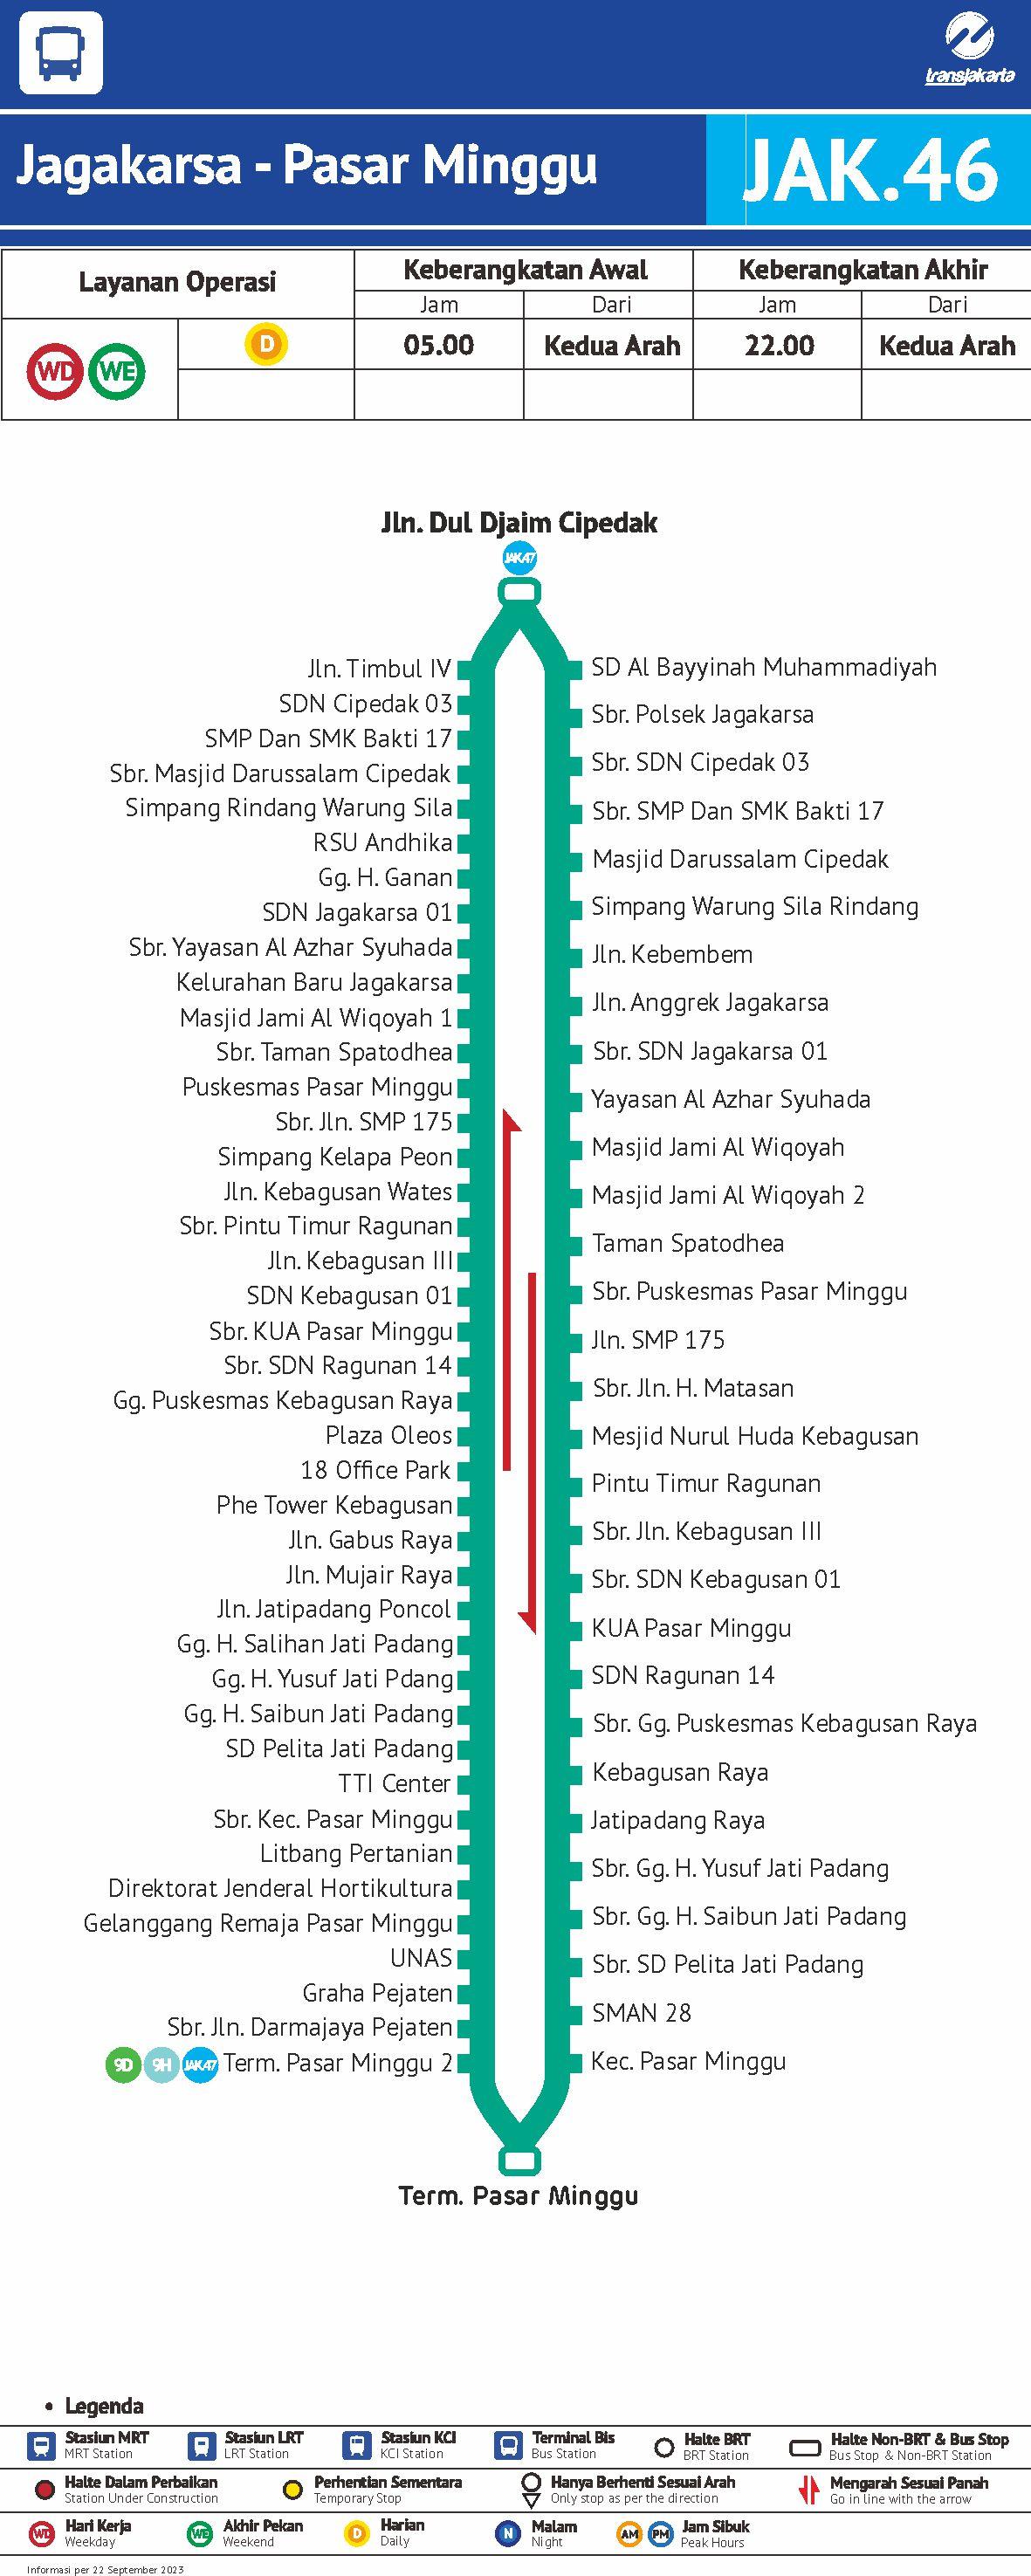 transjakarta
Jagakarsa - Pasar Minggu
JAK.46
Layanan Operasi
Keberangkatan Awal
Keberangkatan Akhir
Jam
Dari
Jam
Dari
WD WE
D
05.00
Kedua Arah
22.00
Kedua Arah
Jln. Dul Djaim Cipedak
JAK47
Jln. Timbul IV
SDN Cipedak 03
SMP Dan SMK Bakti 17
Sbr. Masjid Darussalam Cipedak
Simpang Rindang Warung Sila
RSU Andhika
Gg. H. Ganan
SDN Jagakarsa 01
Sbr. Yayasan Al Azhar Syuhada
Kelurahan Baru Jagakarsa
Masjid Jami Al Wiqoyah 1
Sbr. Taman Spatodhea
Puskesmas Pasar Minggu
Sbr. Jln. SMP 175
Simpang Kelapa Peon
Jln. Kebagusan Wates
Sbr. Pintu Timur Ragunan
Jln. Kebagusan III
SDN Kebagusan 01
Sbr. KUA Pasar Minggu
Sbr. SDN Ragunan 14
Gg. Puskesmas Kebagusan Raya
Plaza Oleos
18 Office Park
Phe Tower Kebagusan
Jln. Gabus Raya
Jln. Mujair Raya
Jln. Jatipadang Poncol
Gg. H. Salihan Jati Padang
Gg. H. Yusuf Jati Pdang
Gg. H. Saibun Jati Padang
SD Pelita Jati Padang
TTI Center
Sbr. Kec. Pasar Minggu
Litbang Pertanian
Direktorat Jenderal Hortikultura
Gelanggang Remaja Pasar Minggu
UNAS
Graha Pejaten
Sbr. Jln. Darmajaya Pejaten
9D 9H JAK47 Term. Pasar Minggu 2
SD Al Bayyinah Muhammadiyah
Sbr. Polsek Jagakarsa
Sbr. SDN Cipedak 03
Sbr. SMP Dan SMK Bakti 17
Masjid Darussalam Cipedak
Simpang Warung Sila Rindang
Jln. Kebembem
Jln. Anggrek Jagakarsa
Sbr. SDN Jagakarsa 01
Yayasan Al Azhar Syuhada
Masjid Jami Al Wiqoyah
Masjid Jami Al Wiqoyah 2
Taman Spatodhea
Sbr. Puskesmas Pasar Minggu
Jln. SMP 175
Sbr. Jln. H. Matasan
Mesjid Nurul Huda Kebagusan
Pintu Timur Ragunan
Sbr. Jln. Kebagusan III
Sbr. SDN Kebagusan 01
KUA Pasar Minggu
SDN Ragunan 14
Sbr. Gg. Puskesmas Kebagusan Raya
Kebagusan Raya
Jatipadang Raya
Sbr. Gg. H. Yusuf Jati Padang
Sbr. Gg. H. Saibun Jati Padang
Sbr. SD Pelita Jati Padang
SMAN 28
Kec. Pasar Minggu
Term. Pasar Minggu
• Legenda
Stasiun MRT
MRT Station
Stasiun LRT
LRT Station
Stasiun KCI
KCI Station
Terminal Bis
Bus Station
Halte BRT
BRT Station
Halte Non-BRT & Bus Stop
Bus Stop & Non-BRT Station
Halte Dalam Perbaikan
Station Under Construction
Perhentian Sementara
Temporary Stop
Hanya Berhenti Sesuai Arah
Only stop as per the direction
Mengarah Sesuai Panah
Go in line with the arrow
WD Hari Kerja
Weekday
WE Akhir Pekan
Weekend
D Harian
Daily
N Malam
Night
AM PM Jam Sibuk
Peak Hours
Informasi per 22 September 2023